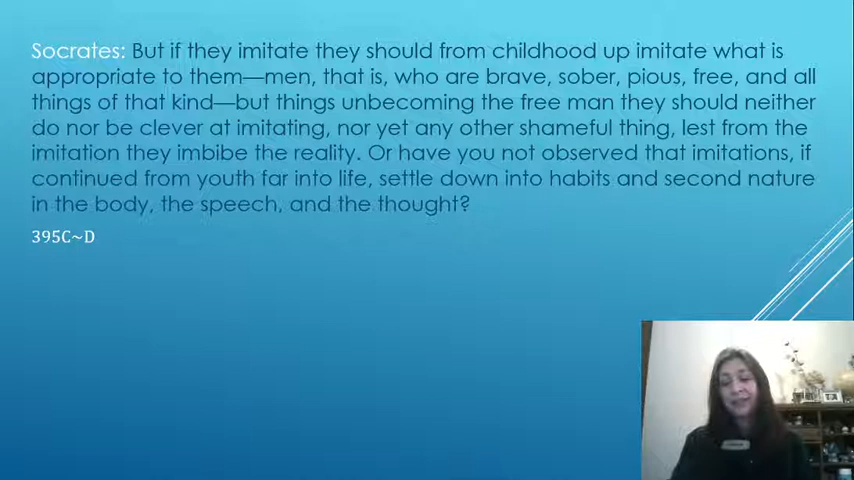 Socrates: But if they imitate they should from childhood up imitate what is
appropriate to them—men, that is, who are brave, sober, pious, free, and all
things of that kind—but things unbecoming the free man they should neither
do nor be clever at imitating, nor yet any other shameful thing, lest from the
imitation they imbibe the reality. Or have you not observed that imitations, if
continued from youth far into life, settle down into habits and second nature
in the body, the speech, and the thought?
395C~D